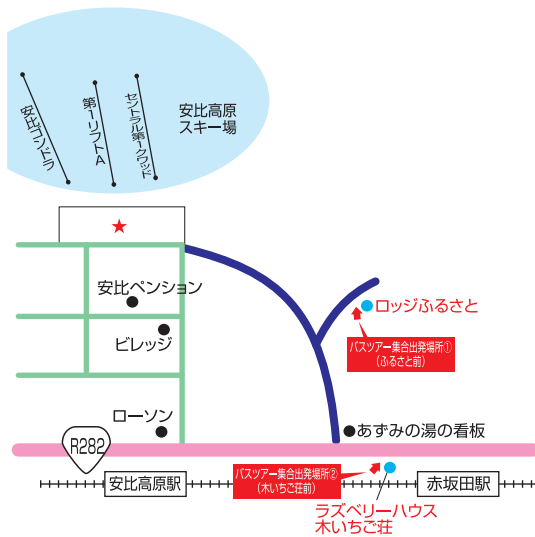 安比ゴンドラ
第1リフトA
セントラル第1クワッド
安比高原
スキー場
★
安比ペンション
ビレッジ
ロッジふるさと
バスツアー集合出発場所①
(ふるさと前)
ローソン
あずみの湯の看板
R282
安比高原駅
バスツアー集合出発場所②
(木いちご荘前)
赤坂田駅
ラズベリーハウス
木いちご荘